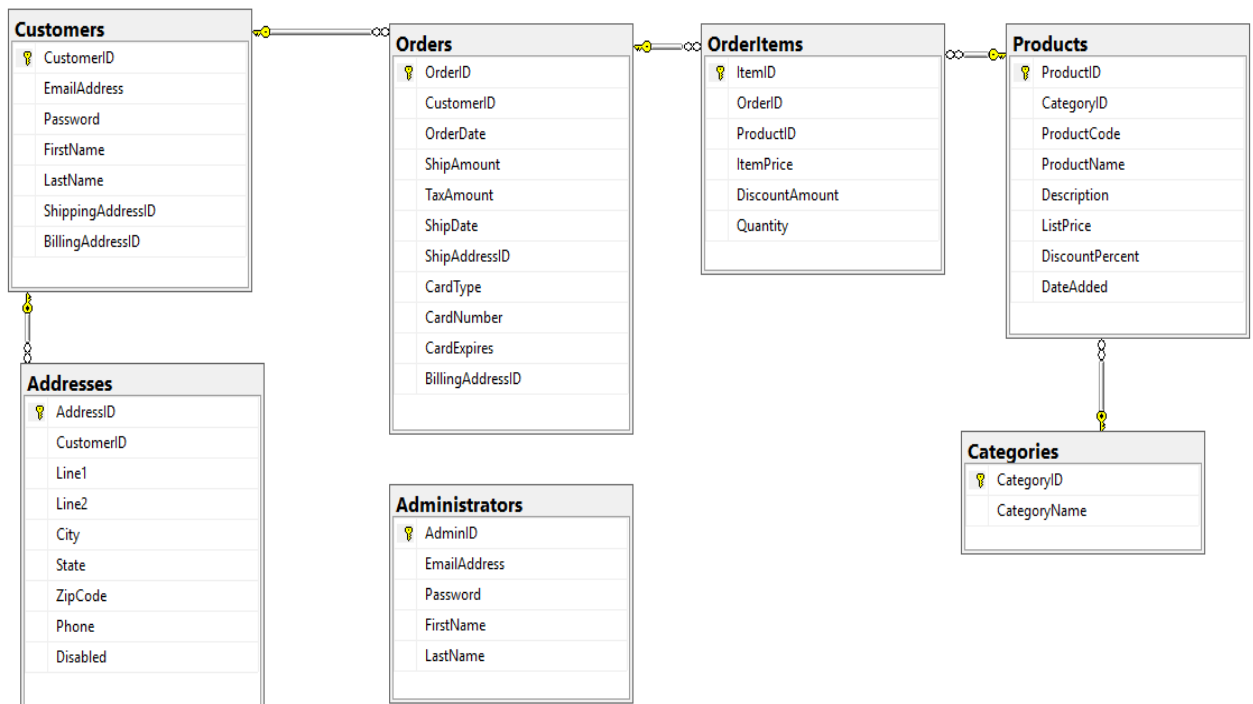 Customers
CustomerID
EmailAddress
Password
FirstName
LastName
ShippingAddressID
BillingAddressID
Orders
OrderID
CustomerID
OrderDate
ShipAmount
TaxAmount
ShipDate
ShipAddressID
CardType
CardNumber
CardExpires
BillingAddressID
OrderItems
ItemID
OrderID
ProductID
ItemPrice
DiscountAmount
Quantity
Products
ProductID
CategoryID
ProductCode
ProductName
Description
ListPrice
DiscountPercent
DateAdded
Addresses
AddressID
CustomerID
Line1
Line2
City
State
ZipCode
Phone
Disabled
Administrators
AdminID
EmailAddress
Password
FirstName
LastName
Categories
CategoryID
CategoryName